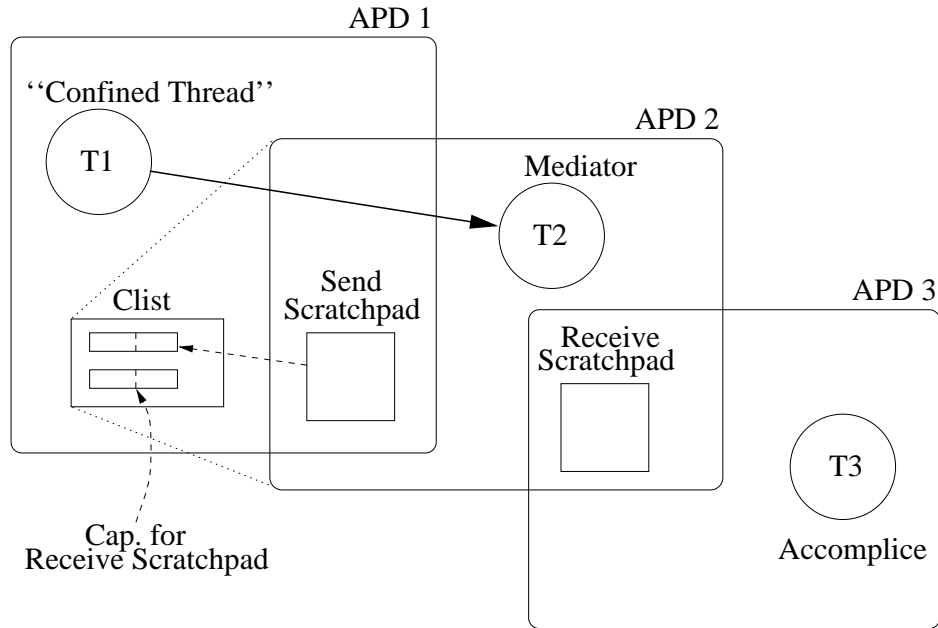 APD 1
‘‘Confined Thread’’
T1
APD 2
Mediator
T2
Send
Scratchpad
Clist
APD 3
Receive
Scratchpad
T3
Accomplice
Cap. for
Receive Scratchpad